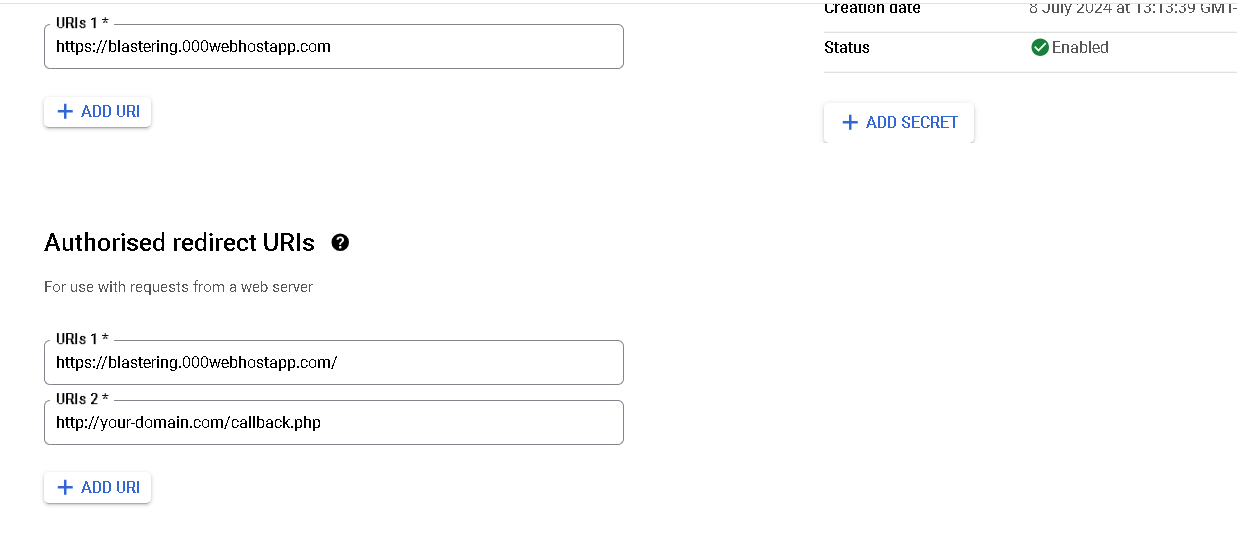 URIs 1 *
https://blastering.000webhostapp.com
+ ADD URI
Creation date 8 July 2024 at 13:13:39 GMT-
Status Enabled
+ ADD SECRET
Authorised redirect URIs
For use with requests from a web server
URIs 1 *
https://blastering.000webhostapp.com/
URIs 2 *
http://your-domain.com/callback.php
+ ADD URI